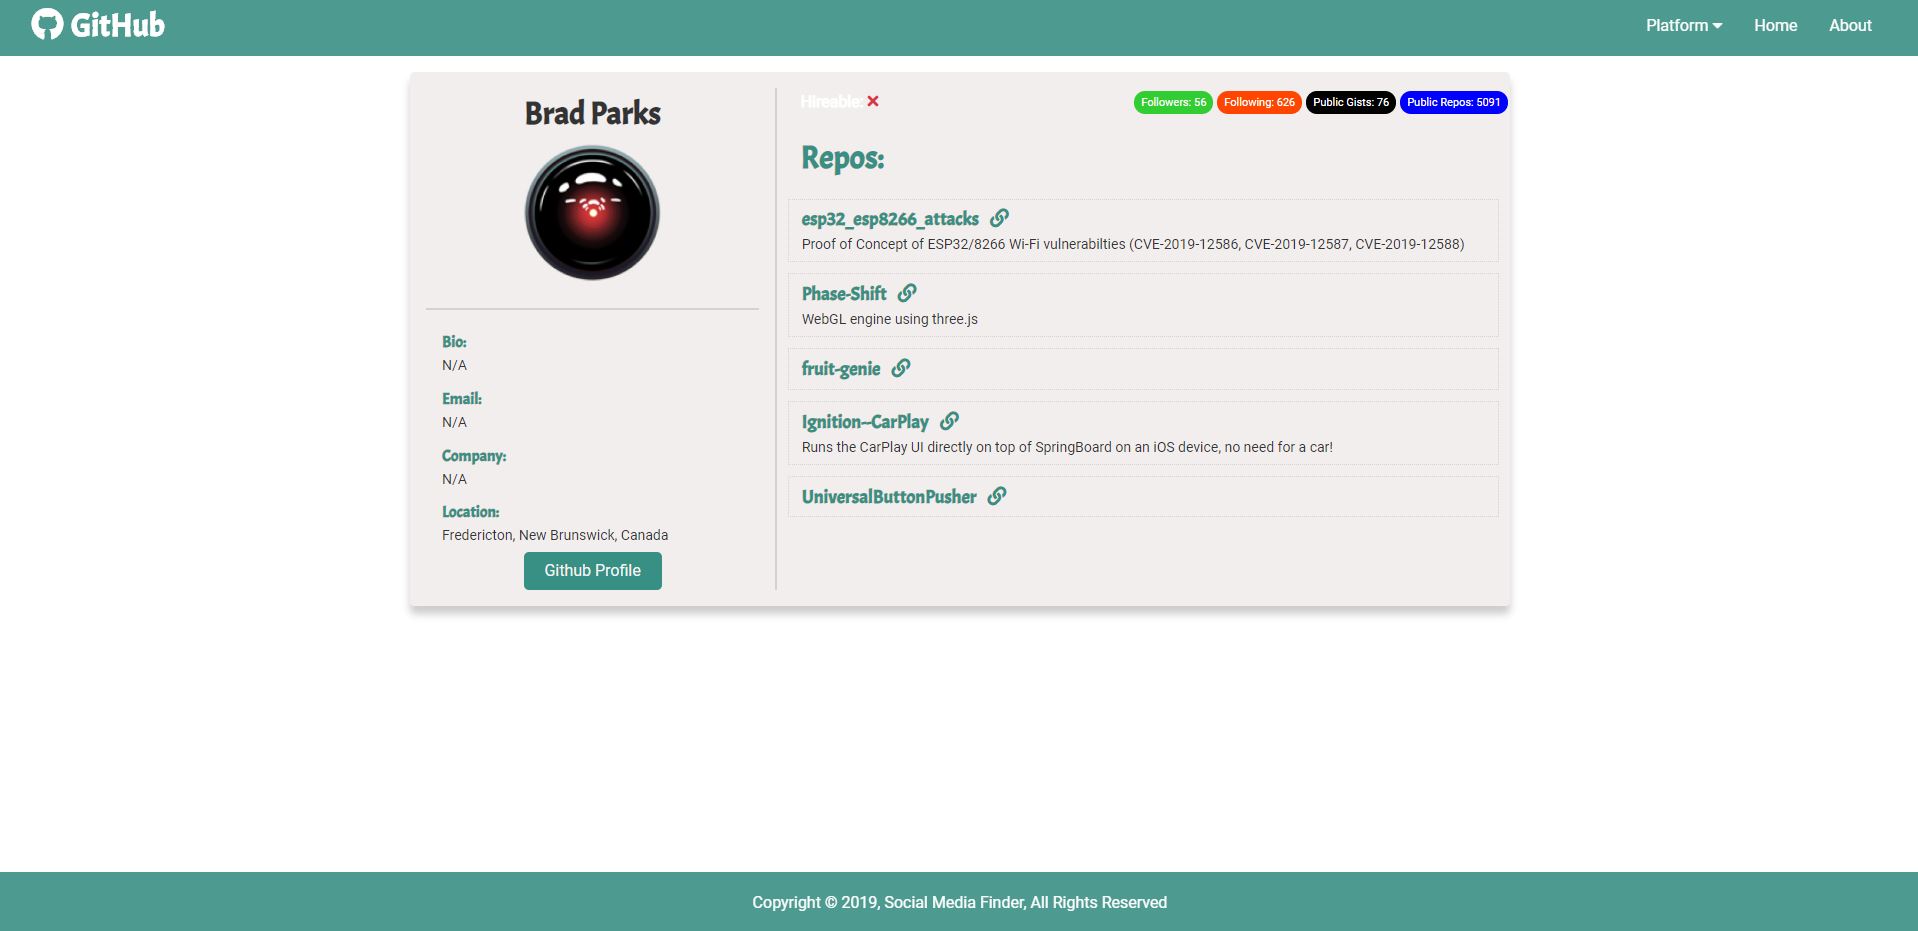 GitHub
Platform Home About
Brad Parks
Bio:
N/A
Email:
N/A
Company:
N/A
Location:
Fredericton, New Brunswick, Canada
Github Profile
Hireable:
Followers: 56 Following: 626 Public Gists: 76 Public Repos: 5091
Repos:
esp32_esp8266_attacks
Proof of Concept of ESP32/8266 Wi-Fi vulnerabilties (CVE-2019-12586, CVE-2019-12587, CVE-2019-12588)
Phase-Shift
WebGL engine using three.js
fruit-genie
Ignition--CarPlay
Runs the CarPlay UI directly on top of SpringBoard on an iOS device, no need for a car!
UniversalButtonPusher
Copyright © 2019, Social Media Finder, All Rights Reserved